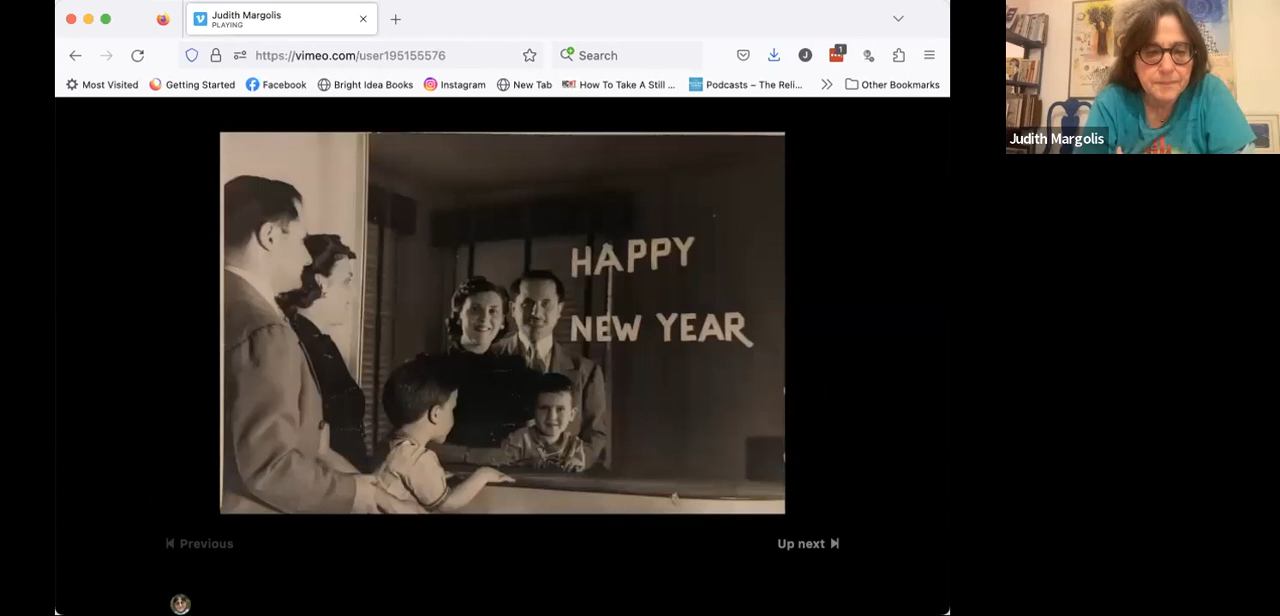 Judith Margolis
PLAYING
https://vimeo.com/user195155576
Search
1
J
Most Visited
Getting Started
Facebook
Bright Idea Books
Instagram
New Tab
How To Take A Still ...
Podcasts – The Reli...
Other Bookmarks
Judith Margolis
HAPPY
NEW YEAR
Previous
Up next